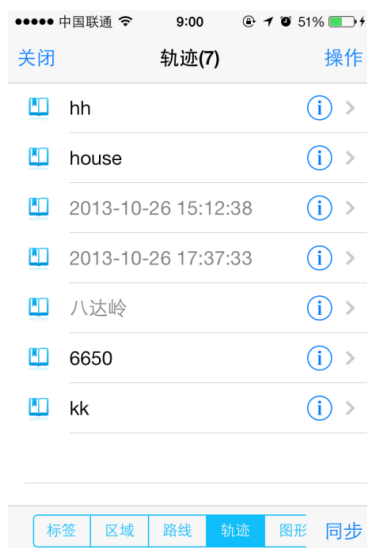 中国联通 9:00 51%
关闭 轨迹(7) 操作
hh
house
2013-10-26 15:12:38
2013-10-26 17:37:33
八达岭
6650
kk
标签 区域 路线 轨迹 图形 同步